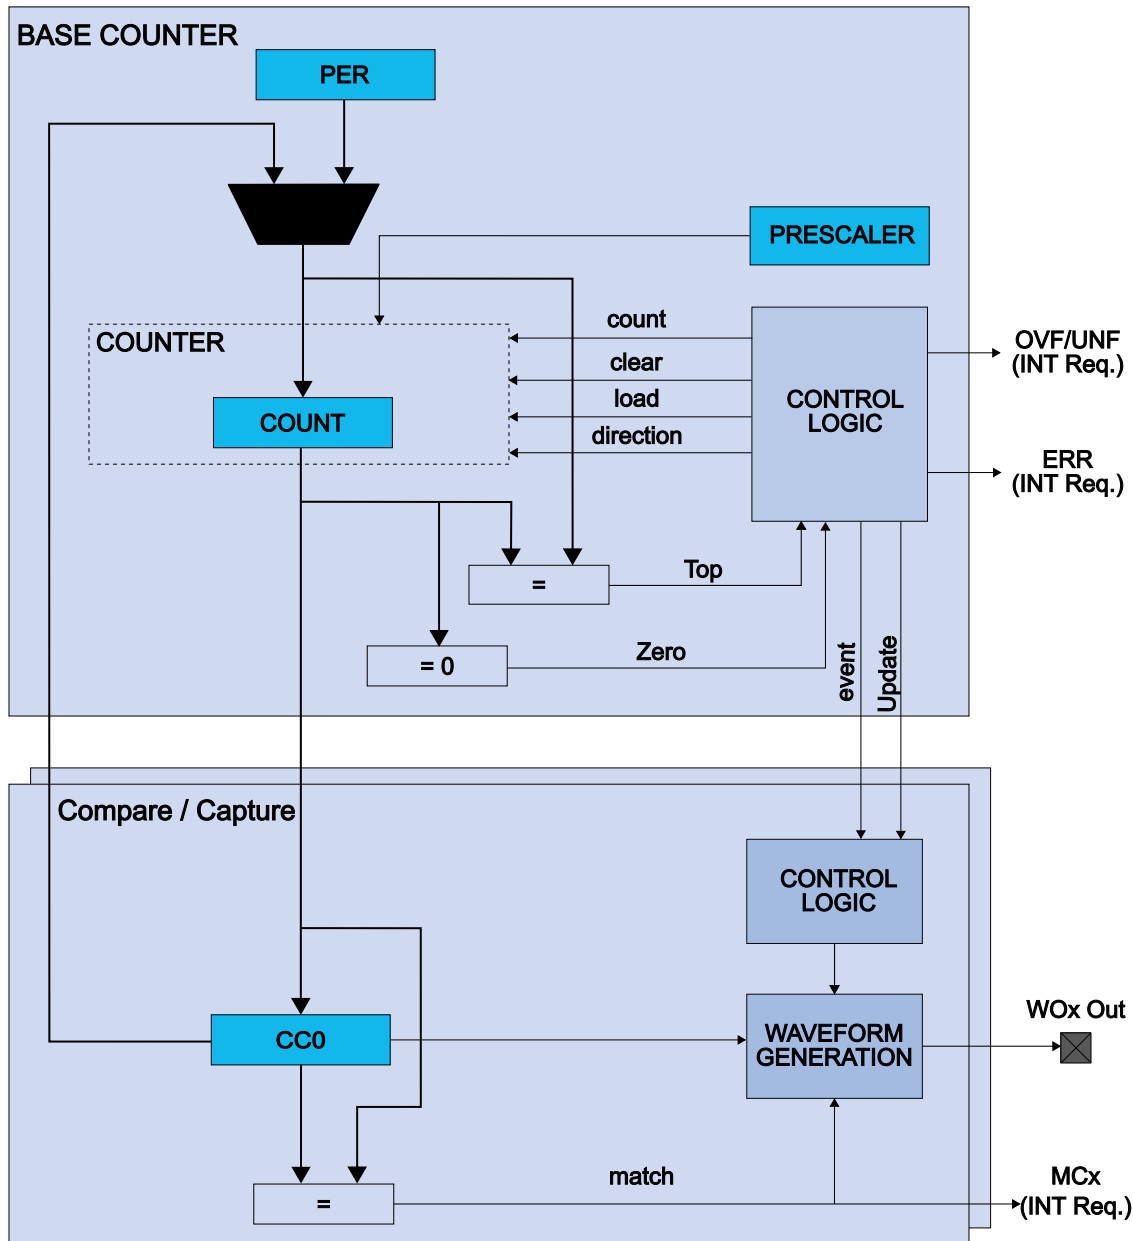 BASE COUNTER
PER
PRESCALER
COUNTER
count
clear
load
direction
COUNT
CONTROL
LOGIC
OVF/UNF
(INT Req.)
ERR
(INT Req.)
=
Top
= 0
Zero
event
Update
Compare / Capture
CONTROL
LOGIC
CC0
WAVEFORM
GENERATION
WOx Out
=
match
MCx
(INT Req.)